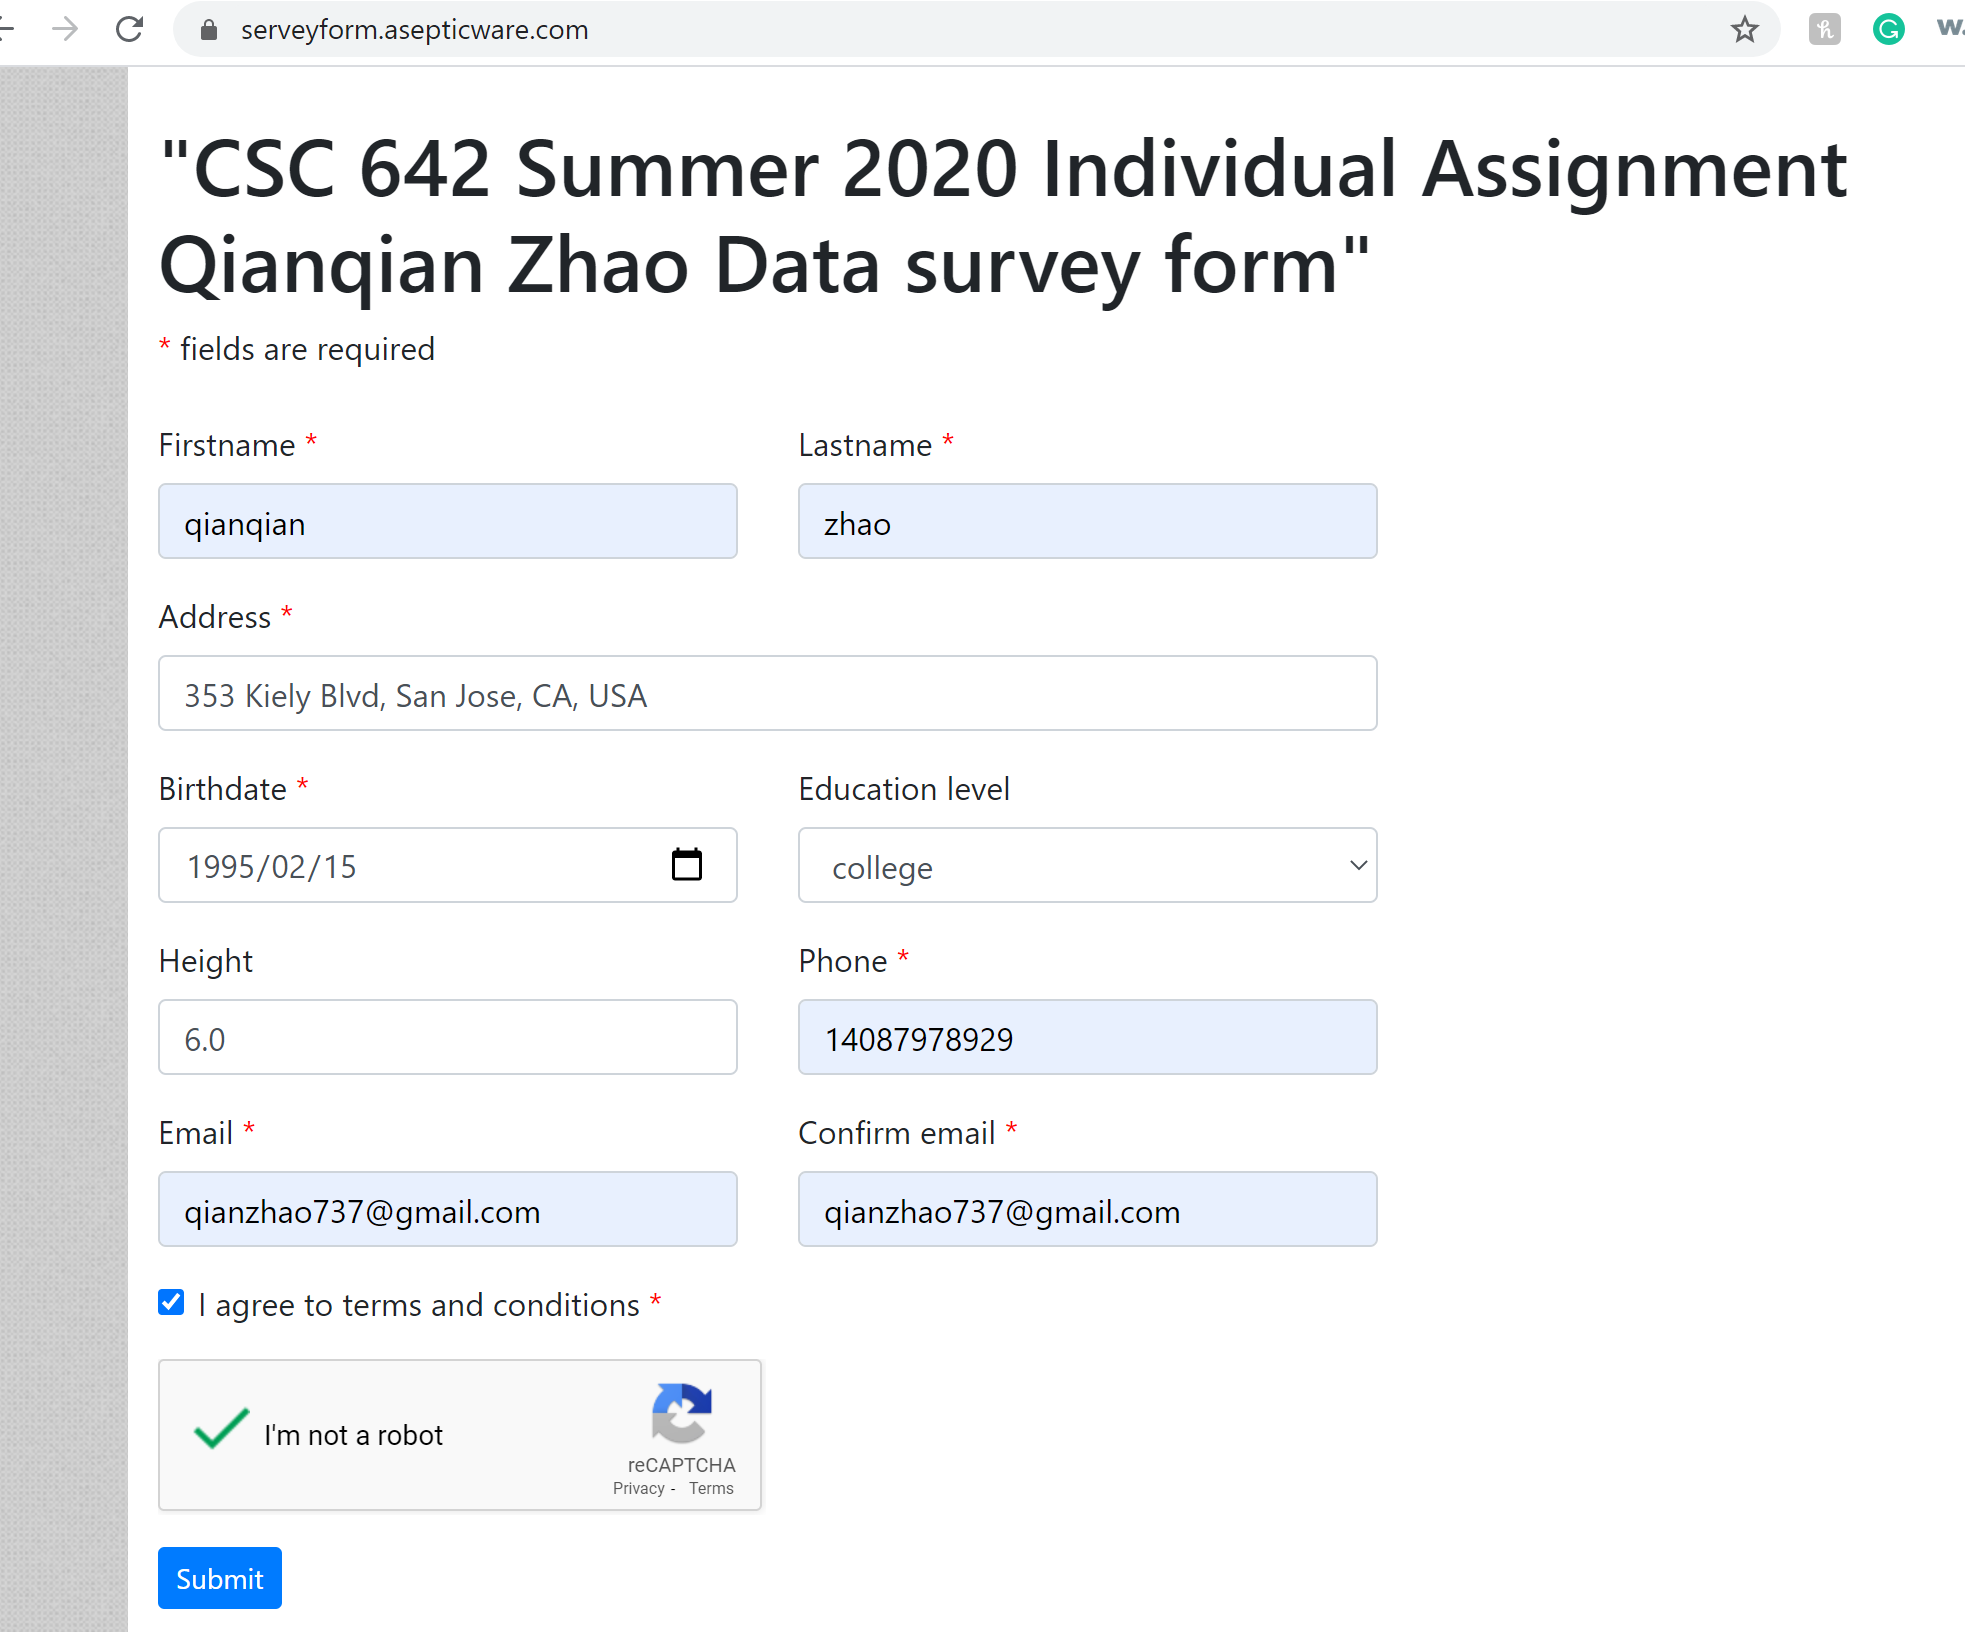 serveyform.asepticware.com
"CSC 642 Summer 2020 Individual Assignment
Qianqian Zhao Data survey form"
* fields are required
Firstname *
Lastname *
qianqian
zhao
Address *
353 Kiely Blvd, San Jose, CA, USA
Birthdate *
Education level
1995/02/15
college
Height
Phone *
6.0
14087978929
Email *
Confirm email *
qianzhao737@gmail.com
qianzhao737@gmail.com
I agree to terms and conditions *
I'm not a robot
reCAPTCHA
Privacy - Terms
Submit